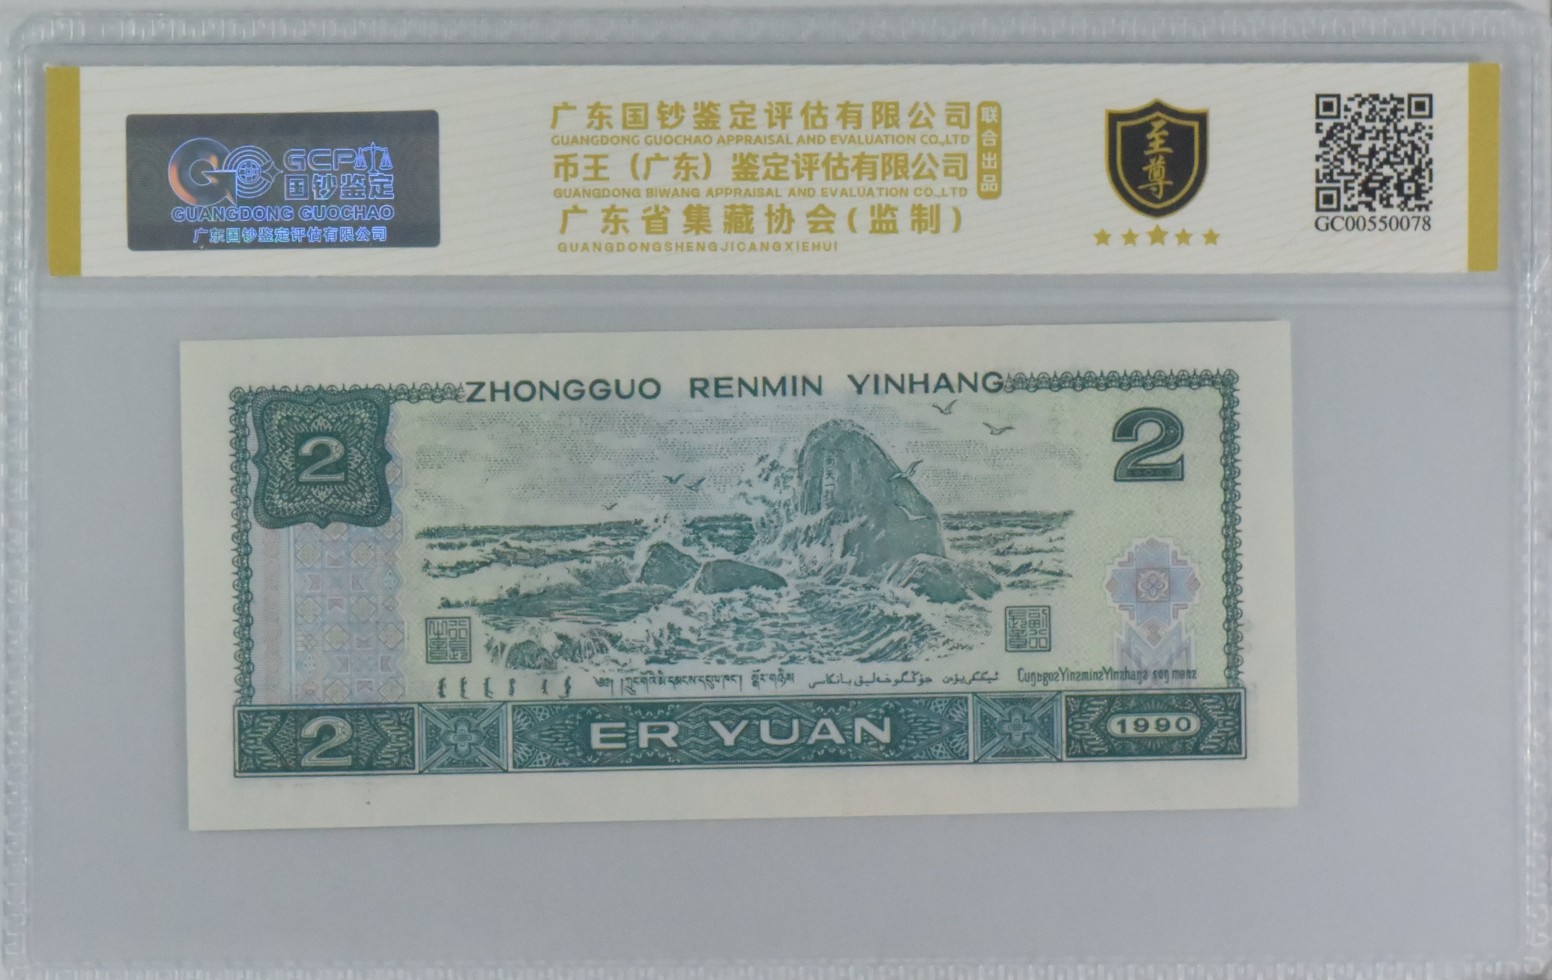 GCP
国钞鉴定
GUANGDONG GUOCHAO
广东国钞鉴定评估有限公司
广东国钞鉴定评估有限公司
GUANGDONG GUOCHAO APPRAISAL AND EVALUATION CO.,LTD
币王（广东）鉴定评估有限公司
GUANGDONG BIWANG APPRAISAL AND EVALUATION CO.,LTD
广东省集藏协会(监制)
GUANGDONGSHENGJICANGXIEHUI
联合出品
至尊
GC00550078
ZHONGGUO RENMIN YINHANG
2
2
2
ER YUAN
1990